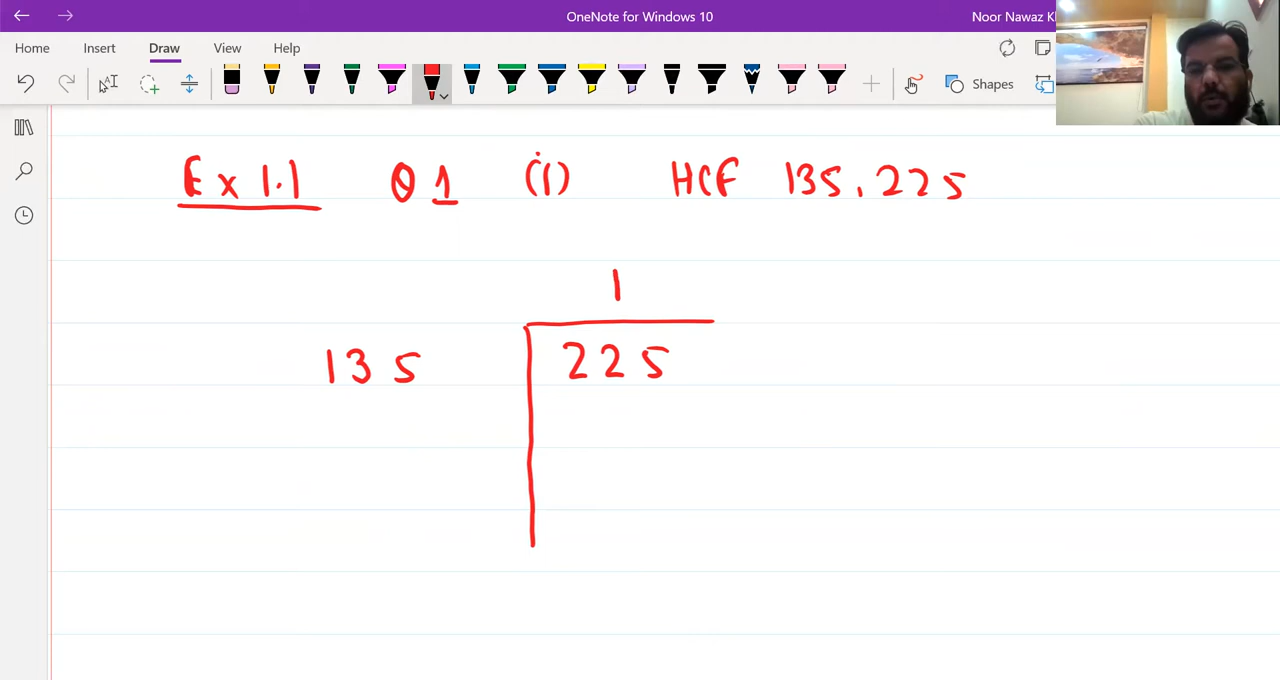 OneNote for Windows 10
Noor Nawaz Kh
Home Insert Draw View Help
Shapes
Ex 1.1 Q 1 (i) HCF 135, 225
1
135 225